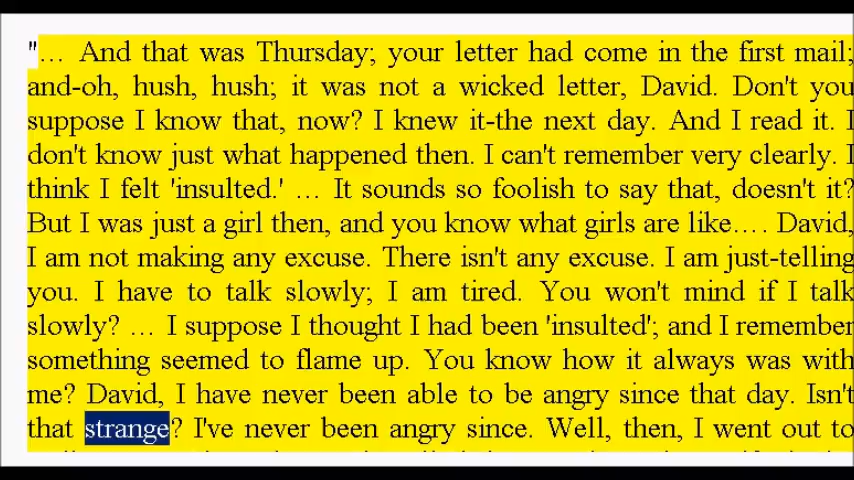 "… And that was Thursday; your letter had come in the first mail;
and-oh, hush, hush; it was not a wicked letter, David. Don't you
suppose I know that, now? I knew it-the next day. And I read it. I
don't know just what happened then. I can't remember very clearly. I
think I felt 'insulted.' … It sounds so foolish to say that, doesn't it?
But I was just a girl then, and you know what girls are like…. David,
I am not making any excuse. There isn't any excuse. I am just-telling
you. I have to talk slowly; I am tired. You won't mind if I talk
slowly? … I suppose I thought I had been 'insulted'; and I remember
something seemed to flame up. You know how it always was with
me? David, I have never been able to be angry since that day. Isn't
that strange? I've never been angry since. Well, then, I went out to